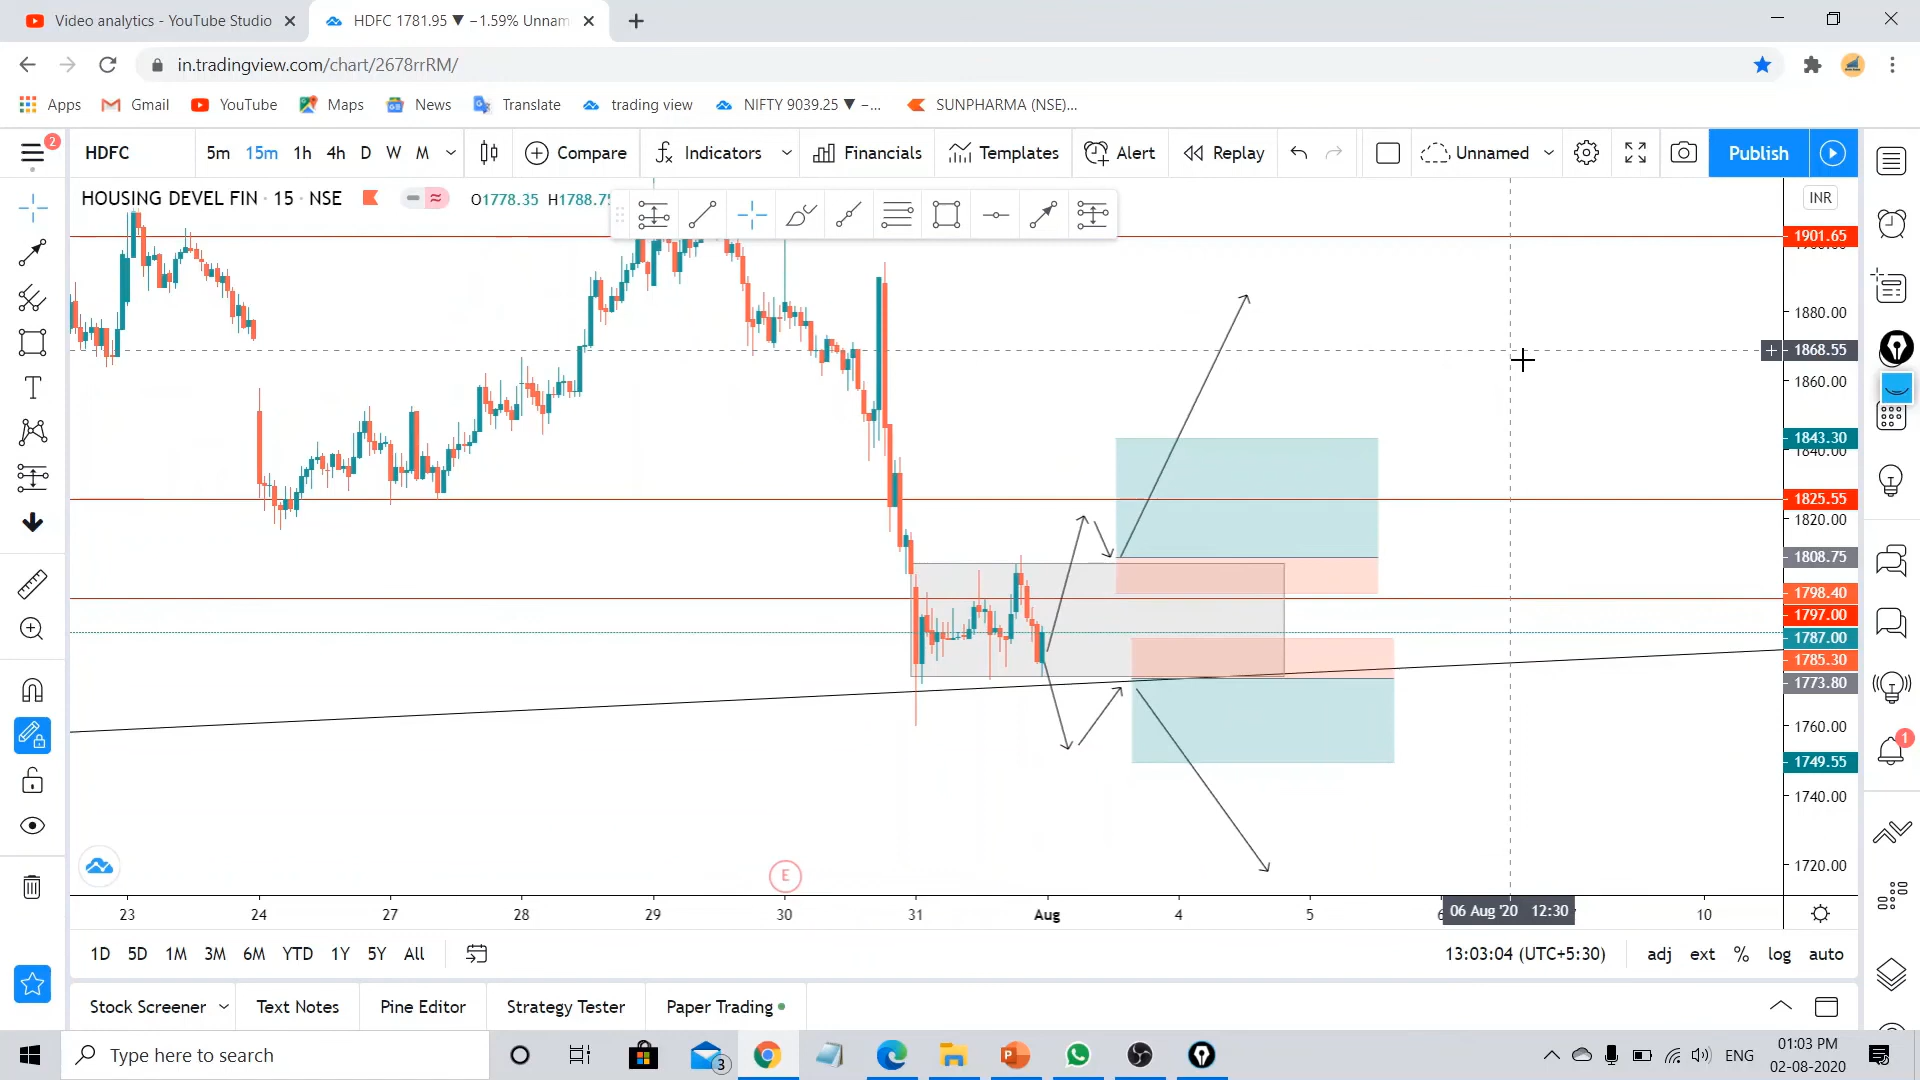 Video analytics - YouTube Studio
HDFC 1781.95 ▼ −1.59% Unnam
in.tradingview.com/chart/2678rrRM/
Apps Gmail YouTube Maps News Translate trading view NIFTY 9039.25 ▼ −... SUNPHARMA (NSE)...
2
HDFC 5m 15m 1h 4h D W M Compare Indicators Financials Templates Alert Replay Unnamed Publish
HOUSING DEVEL FIN · 15 · NSE O1778.35 H1788.75
INR
1901.65
1880.00
1868.55
1860.00
1843.30
1840.00
1825.55
1820.00
1808.75
1798.40
1797.00
1787.00
1785.30
1773.80
1760.00
1749.55
1740.00
1720.00
1
E
23 24 27 28 29 30 31 Aug 4 5 06 Aug '20 12:30 10
1D 5D 1M 3M 6M YTD 1Y 5Y All 13:03:04 (UTC+5:30) adj ext % log auto
Stock Screener Text Notes Pine Editor Strategy Tester Paper Trading
Type here to search 3 ENG 01:03 PM
02-08-2020